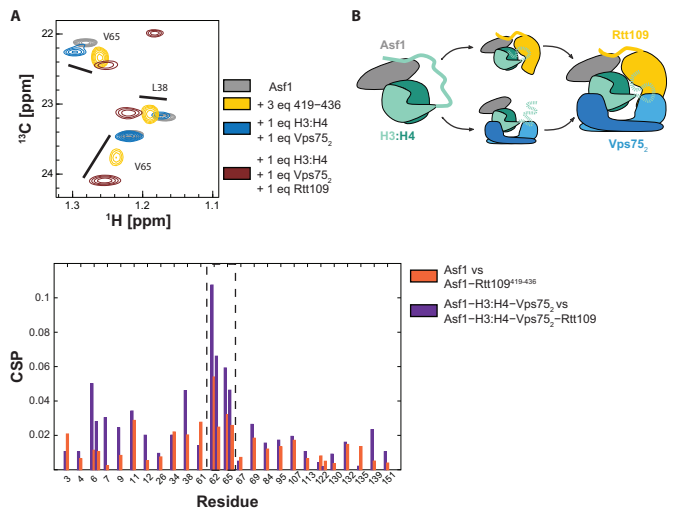 A
B
22
23
24
¹³C [ppm]
V65
L38
V65
1.3
1.2
1.1
¹H [ppm]
Asf1
+ 3 eq 419−436
+ 1 eq H3:H4
+ 1 eq Vps75₂
+ 1 eq H3:H4
+ 1 eq Vps75₂
+ 1 eq Rtt109
Asf1
H3:H4
Rtt109
Vps75₂
CSP
0.1
0.08
0.06
0.04
0.02
3 4 6 7 9 11 12 26 34 38 61 62 65 67 69 84 95 107 113 122 130 132 135 139 151
Residue
Asf1 vs
Asf1−Rtt109⁴¹⁹⁻⁴³⁶
Asf1−H3:H4−Vps75₂ vs
Asf1−H3:H4−Vps75₂−Rtt109